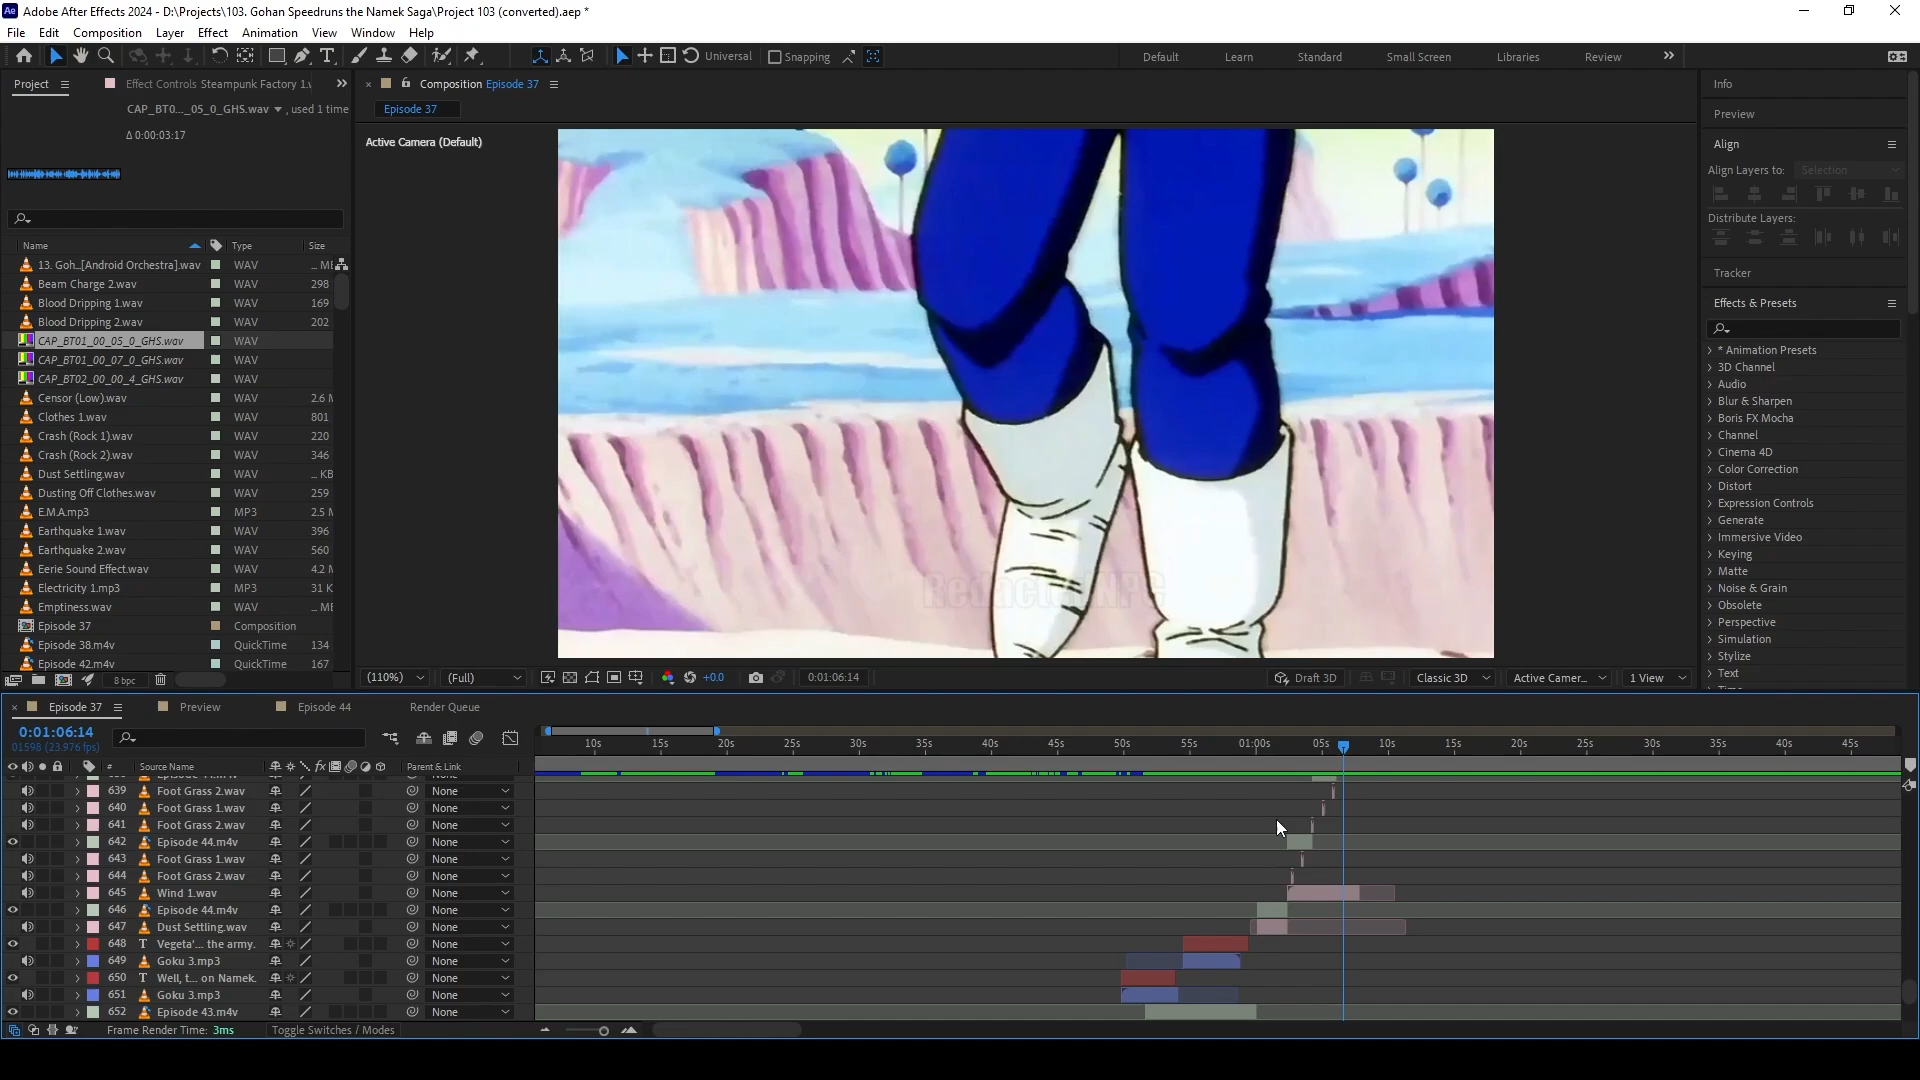 Adobe After Effects 2024 - D:\Projects\103. Gohan Speedruns the Namek Saga\Project 103 (converted).aep *
File Edit Composition Layer Effect Animation View Window Help
Universal Snapping Default Learn Standard Small Screen Libraries Review
Project Effect Controls Steampunk Factory 1.
CAP_BT0..._05_0_GHS.wav , used 1 time
Δ 0:00:03:17
Name Type Size
13. Goh...[Android Orchestra].wav WAV ... ME
Beam Charge 2.wav WAV 298
Blood Dripping 1.wav WAV 169
Blood Dripping 2.wav WAV 202
CAP_BT01_00_05_0_GHS.wav WAV
CAP_BT01_00_07_0_GHS.wav WAV
CAP_BT02_00_00_4_GHS.wav WAV
Censor (Low).wav WAV 2.6 M
Clothes 1.wav WAV 801
Crash (Rock 1).wav WAV 220
Crash (Rock 2).wav WAV 346
Dust Settling.wav WAV ... KB
Dusting Off Clothes.wav WAV 259
E.M.A.mp3 MP3 2.5 M
Earthquake 1.wav WAV 396
Earthquake 2.wav WAV 560
Eerie Sound Effect.wav WAV 4.2 M
Electricity 1.mp3 MP3 31 K
Emptiness.wav WAV ... ME
Episode 37 Composition
Episode 38.m4v QuickTime 134
Episode 42.m4v QuickTime 167
8 bpc
Composition Episode 37
Episode 37
Active Camera (Default)
RedactedNPC
(110%) (Full) +0.0 0:01:06:14 Draft 3D Classic 3D Active Camer... 1 View
Info
Preview
Align
Align Layers to: Selection
Distribute Layers:
Tracker
Effects & Presets
* Animation Presets
3D Channel
Audio
Blur & Sharpen
Boris FX Mocha
Channel
Cinema 4D
Color Correction
Distort
Expression Controls
Generate
Immersive Video
Keying
Matte
Noise & Grain
Obsolete
Perspective
Simulation
Stylize
Text
Episode 37 Preview Episode 44 Render Queue
0:01:06:14
01598 (23.976 fps)
10s 15s 20s 25s 30s 35s 40s 45s 50s 55s 01:00s 05s 10s 15s 20s 25s 30s 35s 40s 45s
# Source Name fx Parent & Link
639 Foot Grass 2.wav None
640 Foot Grass 1.wav None
641 Foot Grass 2.wav None
642 Episode 44.m4v None
643 Foot Grass 1.wav None
644 Foot Grass 2.wav None
645 Wind 1.wav None
646 Episode 44.m4v None
647 Dust Settling.wav None
648 T Vegeta'... the army. None
649 Goku 3.mp3 None
650 T Well, t... on Namek. None
651 Goku 3.mp3 None
652 Episode 43.m4v None
Frame Render Time: 3ms Toggle Switches / Modes